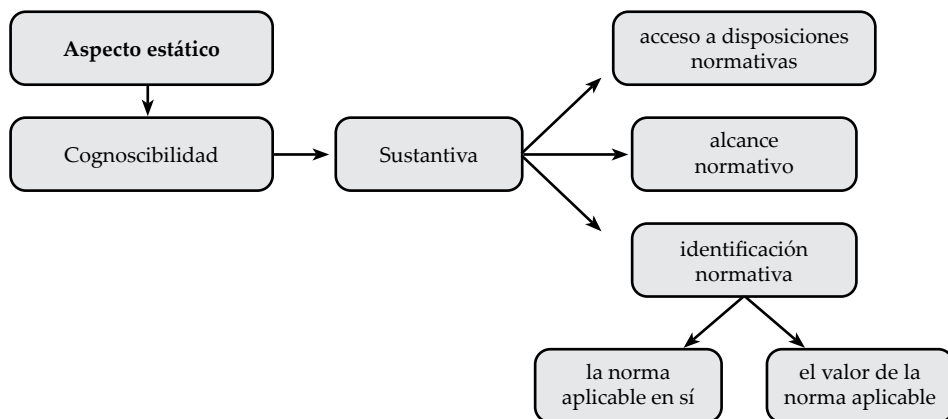 Aspecto estático
Cognoscibilidad
Sustantiva
acceso a disposiciones
normativas
alcance
normativo
identificación
normativa
la norma
aplicable en sí
el valor de la
norma aplicable